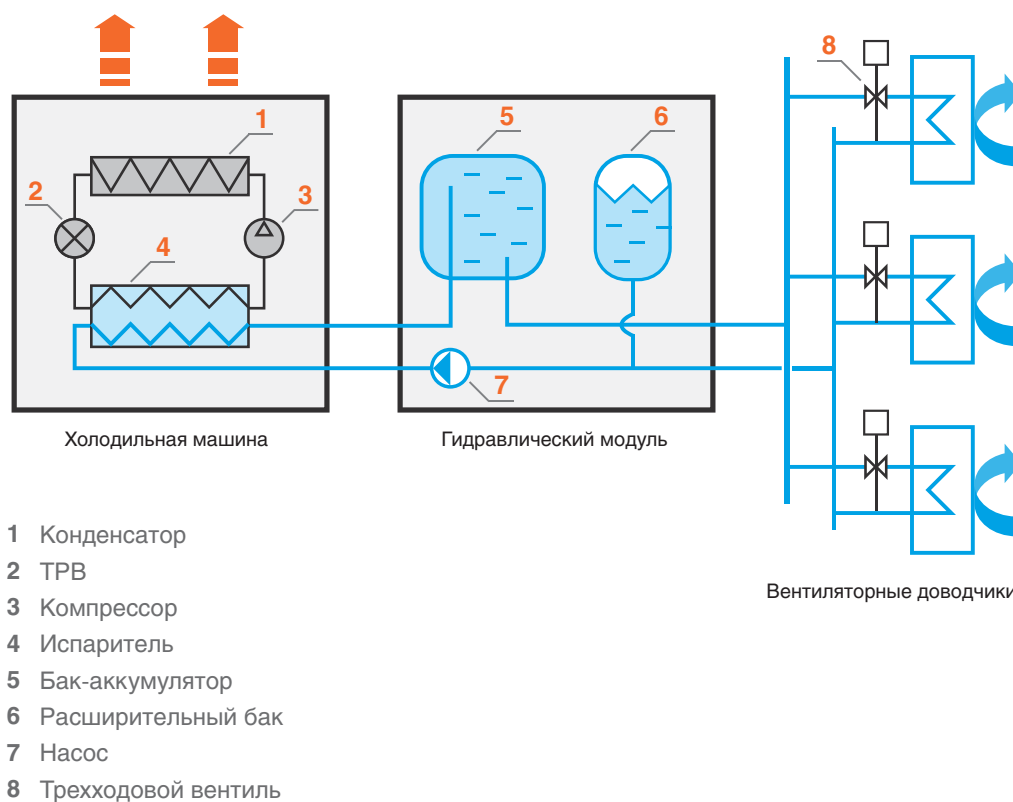 8
1
5
6
2
3
4
7
Холодильная машина
Гидравлический модуль
Вентиляторные доводчики
1 Конденсатор
2 ТРВ
3 Компрессор
4 Испаритель
5 Бак-аккумулятор
6 Расширительный бак
7 Насос
8 Трехходовой вентиль